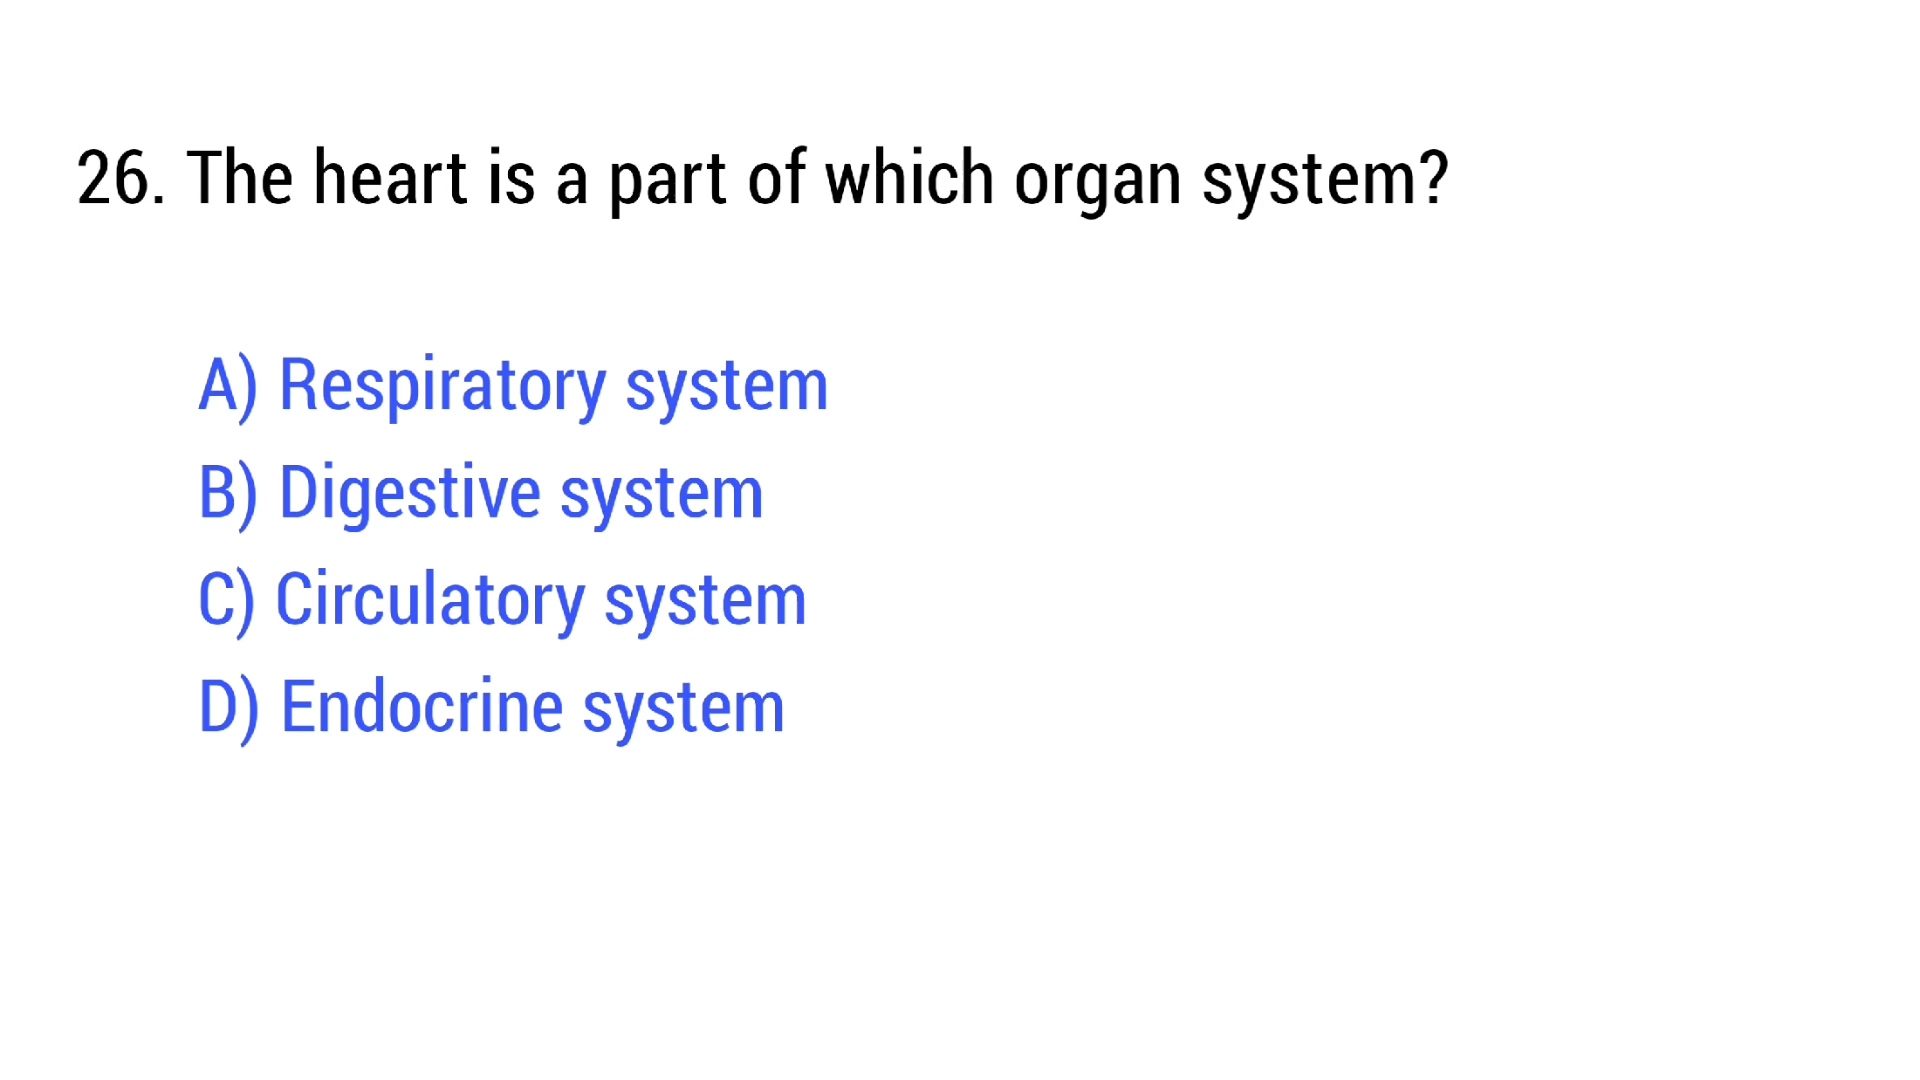 26. The heart is a part of which organ system?
A) Respiratory system
B) Digestive system
C) Circulatory system
D) Endocrine system